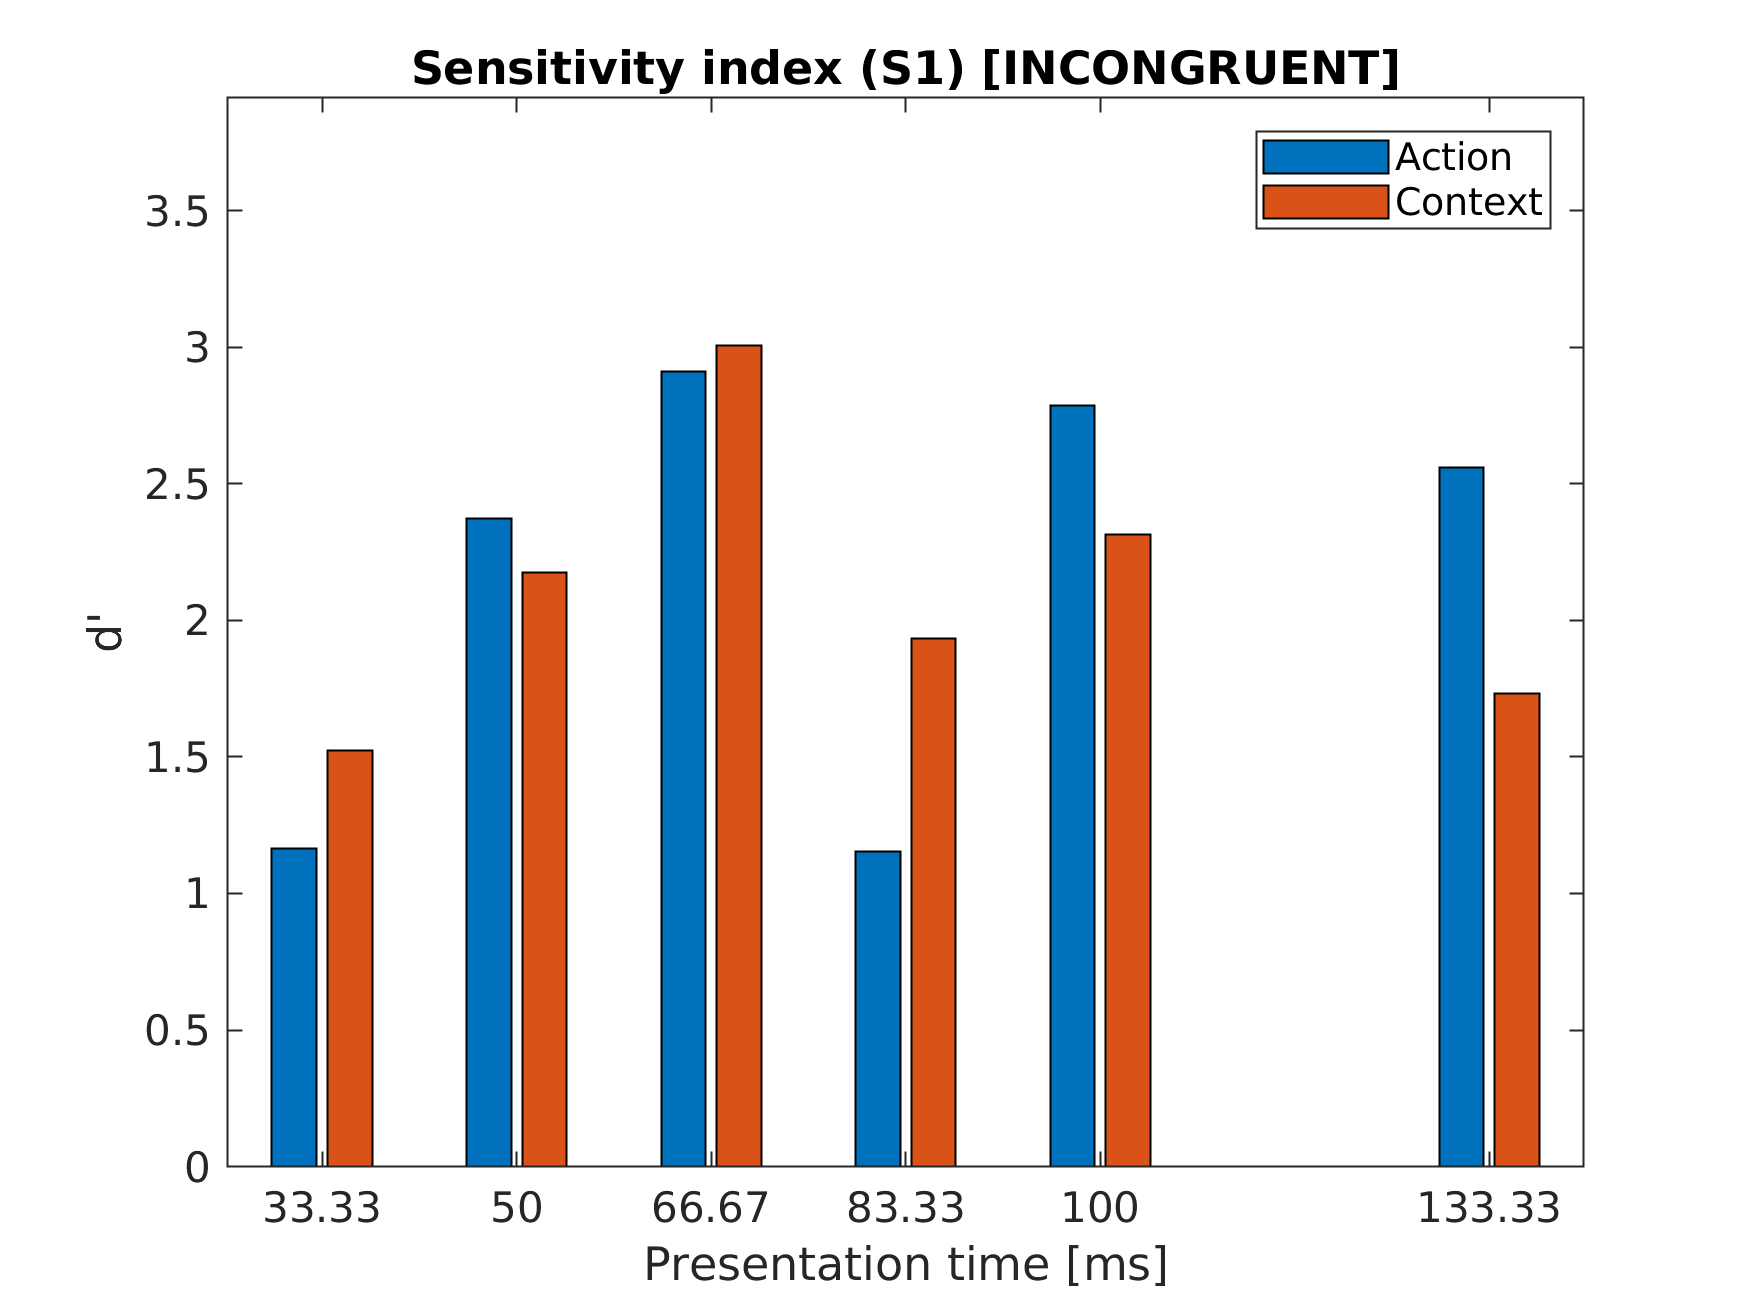 Sensitivity index (S1) [INCONGRUENT]
Action
Context
3.5
3
2.5
2
1.5
1
0.5
0
d'
33.33 50 66.67 83.33 100 133.33
Presentation time [ms]